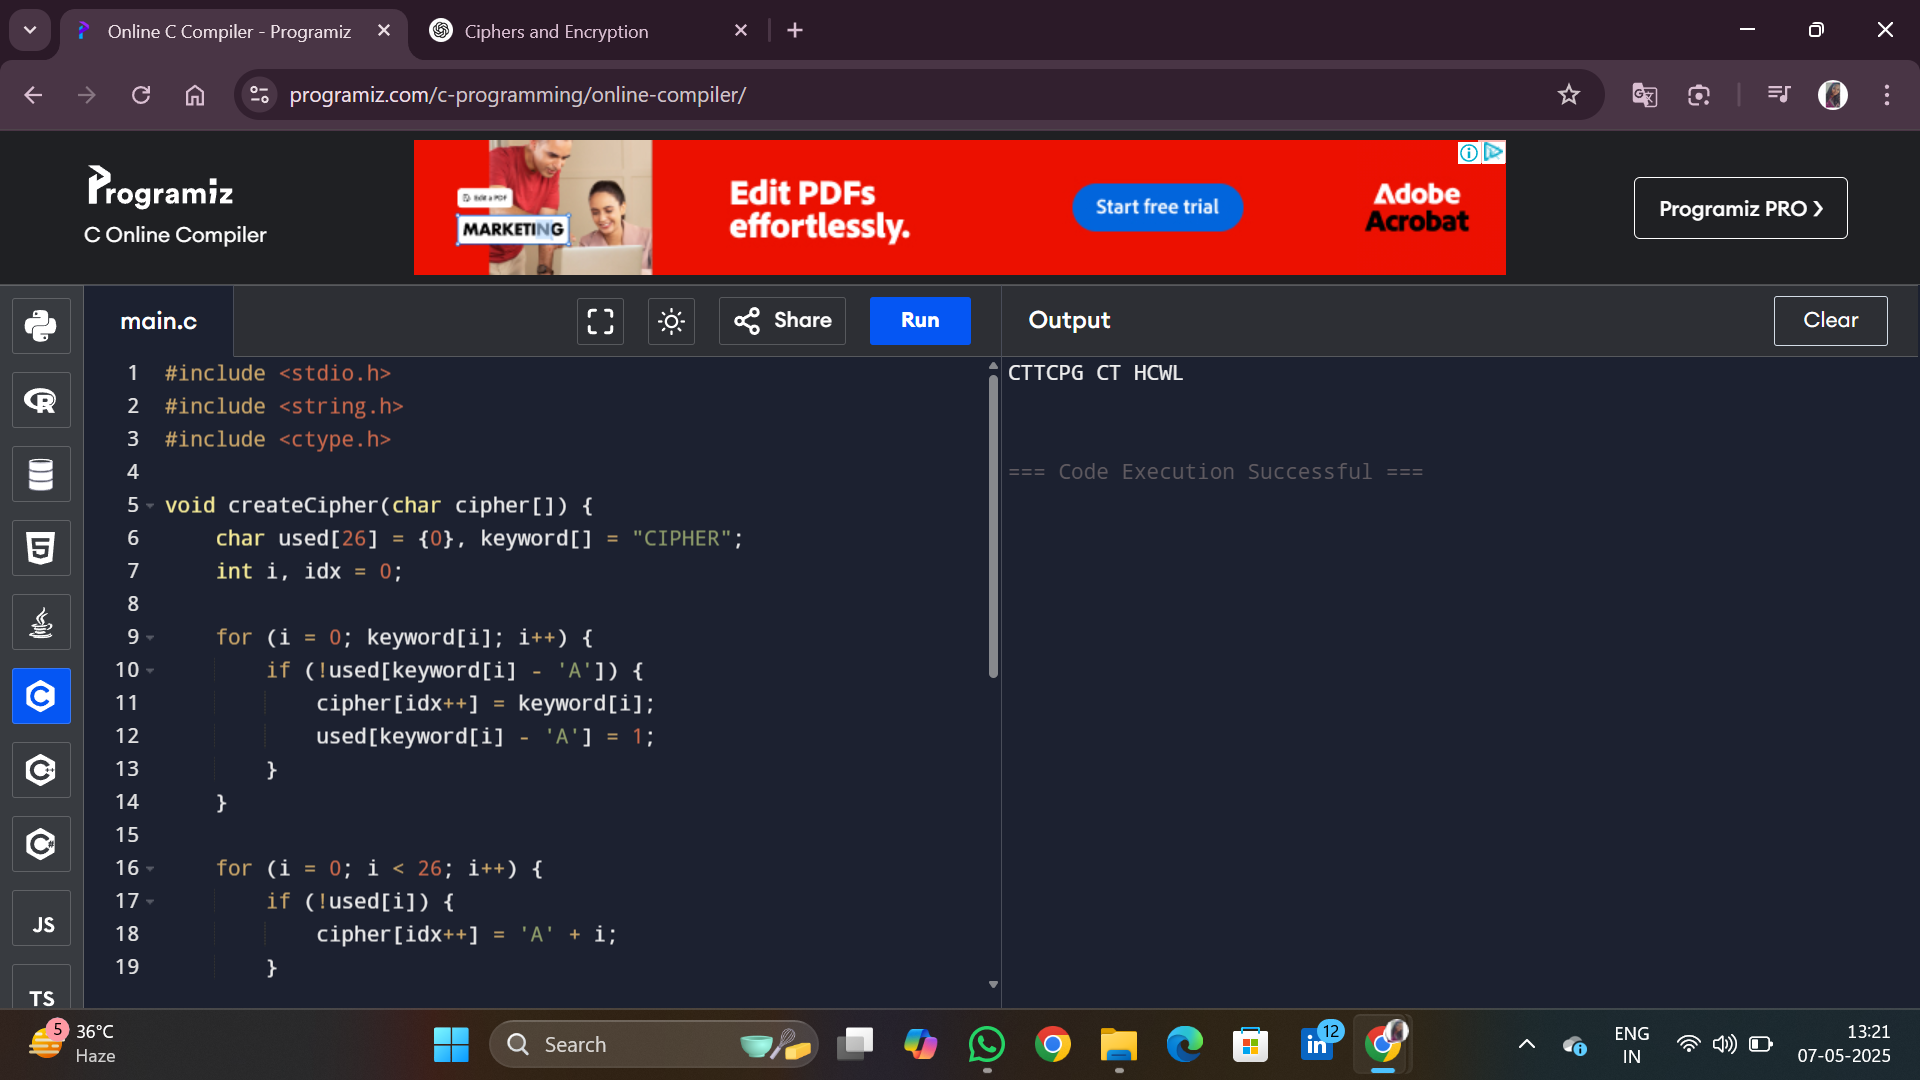 Online C Compiler - Programiz
Ciphers and Encryption
programiz.com/c-programming/online-compiler/
Programiz
C Online Compiler
Edit a PDF
MARKETING
Edit PDFs
effortlessly.
Start free trial
Adobe
Acrobat
Programiz PRO ❯
main.c
Share
Run
Output
Clear
1 #include <stdio.h>
2 #include <string.h>
3 #include <ctype.h>
4
5 void createCipher(char cipher[]) {
6     char used[26] = {0}, keyword[] = "CIPHER";
7     int i, idx = 0;
8
9     for (i = 0; keyword[i]; i++) {
10         if (!used[keyword[i] - 'A']) {
11             cipher[idx++] = keyword[i];
12             used[keyword[i] - 'A'] = 1;
13         }
14     }
15
16     for (i = 0; i < 26; i++) {
17         if (!used[i]) {
18             cipher[idx++] = 'A' + i;
19         }
CTTCPG CT HCWL
=== Code Execution Successful ===
JS
TS
5
36°C
Haze
Search
12
ENG
IN
13:21
07-05-2025